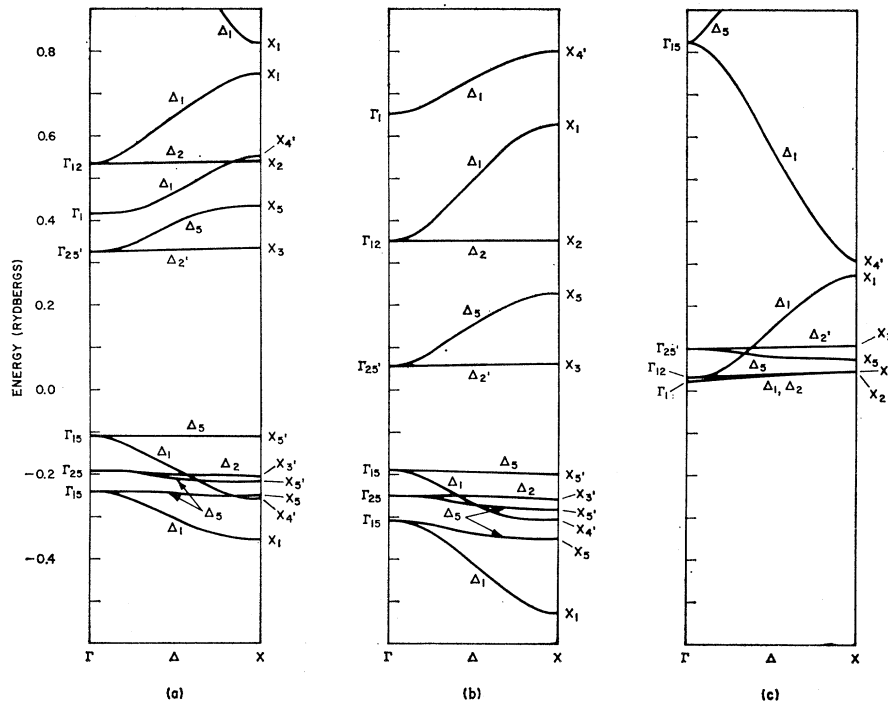 ENERGY (RYDBERGS)
0.8
0.6
0.4
0.2
0.0
−0.2
−0.4
Γ12
Γ1
Γ25'
Γ15
Γ25
Γ15
Δ1
Δ1
Δ2
Δ1
Δ5
Δ2'
Δ5
Δ1
Δ2
Δ5
Δ1
X1
X1
X4'
X2
X5
X3
X5'
X3'
X5'
X5
X4'
X1
Γ Δ X
(a)
Γ1
Γ12
Γ25'
Γ15
Γ25
Γ15
Δ1
Δ1
Δ2
Δ5
Δ2'
Δ5
Δ1
Δ2
Δ5
Δ1
X4'
X1
X2
X5
X3
X5'
X3'
X5'
X4'
X5
X1
Γ Δ X
(b)
Γ15
Γ25'
Γ12
Γ1
Δ5
Δ1
Δ1
Δ2'
Δ5
Δ1, Δ2
X4'
X1
X5
X2
Γ Δ X
(c)